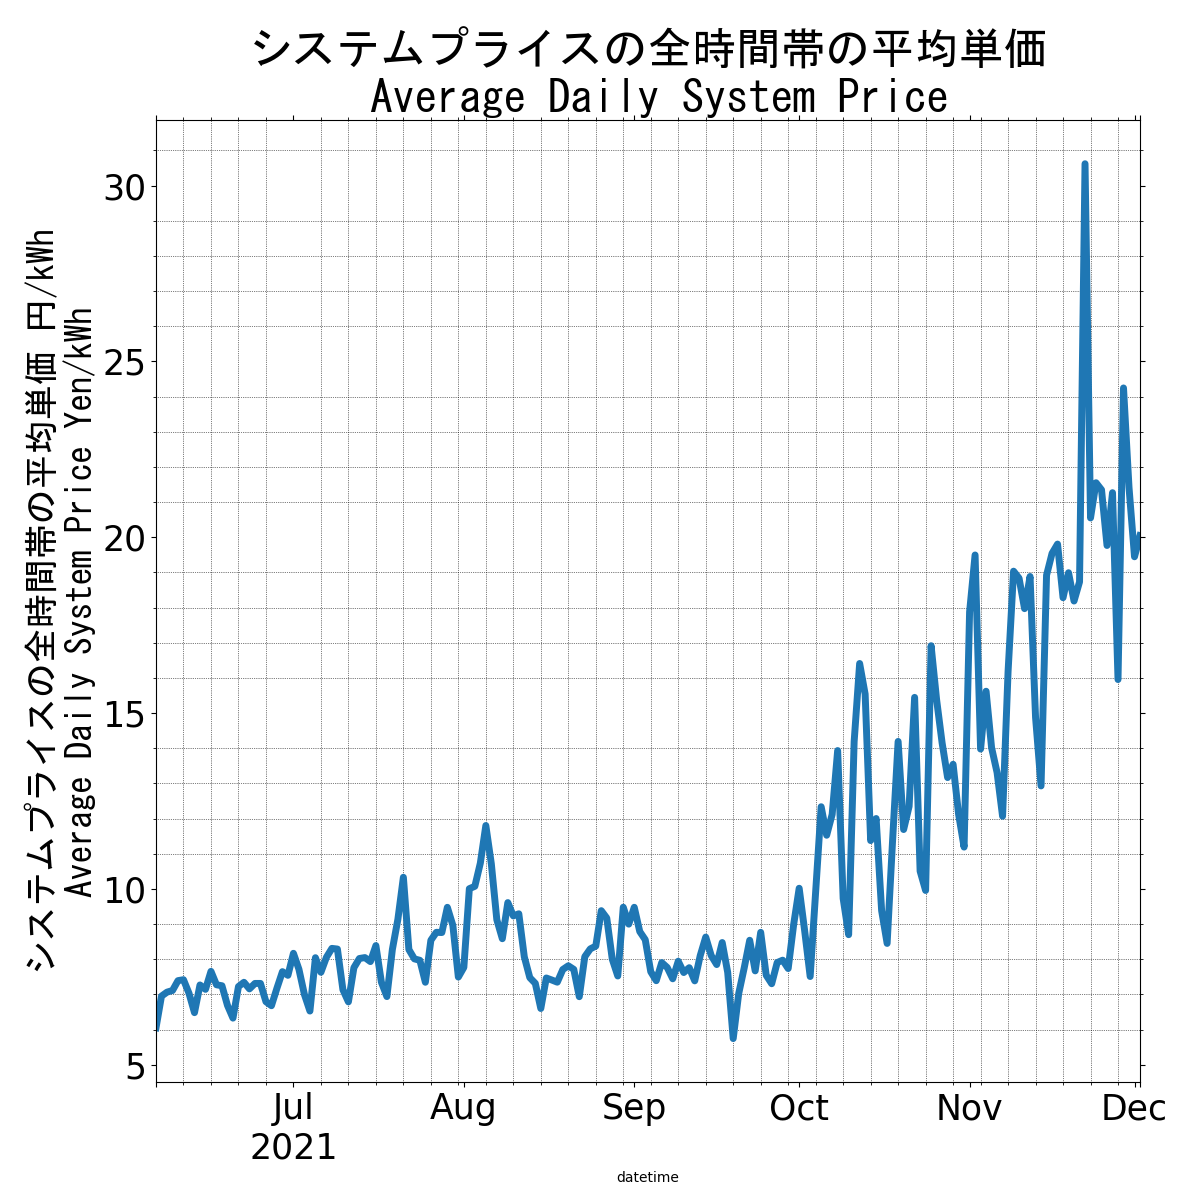 システムプライスの全時間帯の平均単価
Average Daily System Price
システムプライスの全時間帯の平均単価 円/kWh
Average Daily System Price Yen/kWh
30
25
20
15
10
5
Jul
2021
Aug
Sep
Oct
Nov
Dec
datetime